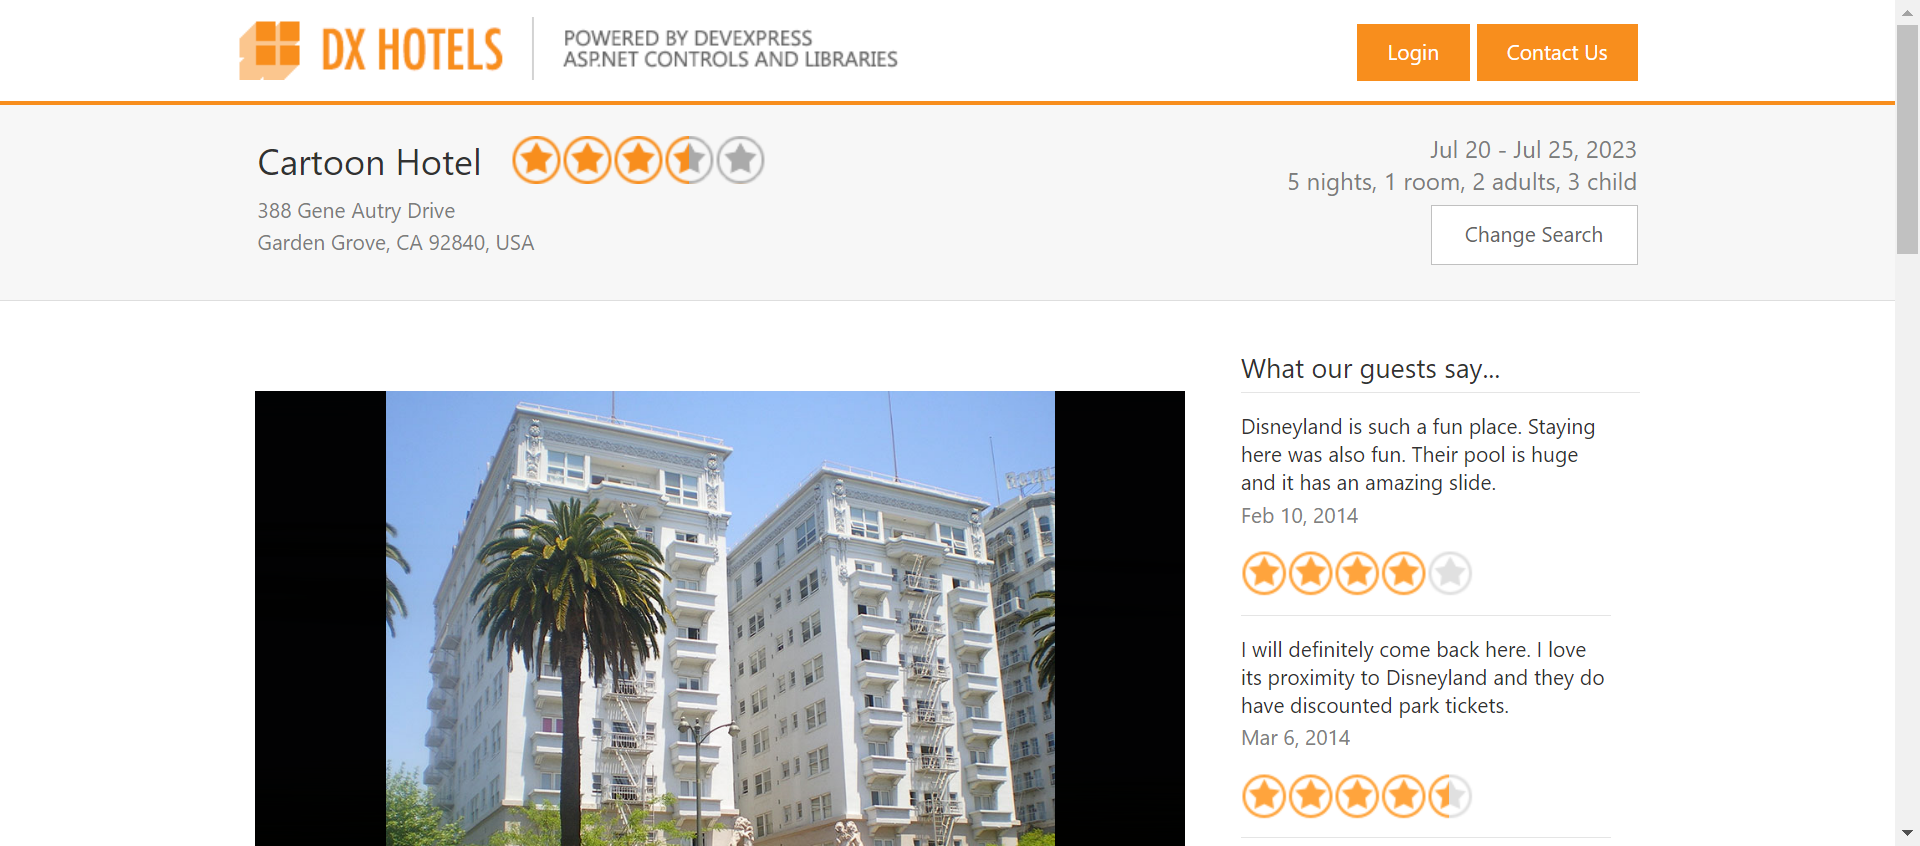 DX HOTELS
POWERED BY DEVEXPRESS
ASP.NET CONTROLS AND LIBRARIES
Login
Contact Us
Cartoon Hotel
388 Gene Autry Drive
Garden Grove, CA 92840, USA
Jul 20 - Jul 25, 2023
5 nights, 1 room, 2 adults, 3 child
Change Search
What our guests say...
Disneyland is such a fun place. Staying
here was also fun. Their pool is huge
and it has an amazing slide.
Feb 10, 2014
I will definitely come back here. I love
its proximity to Disneyland and they do
have discounted park tickets.
Mar 6, 2014